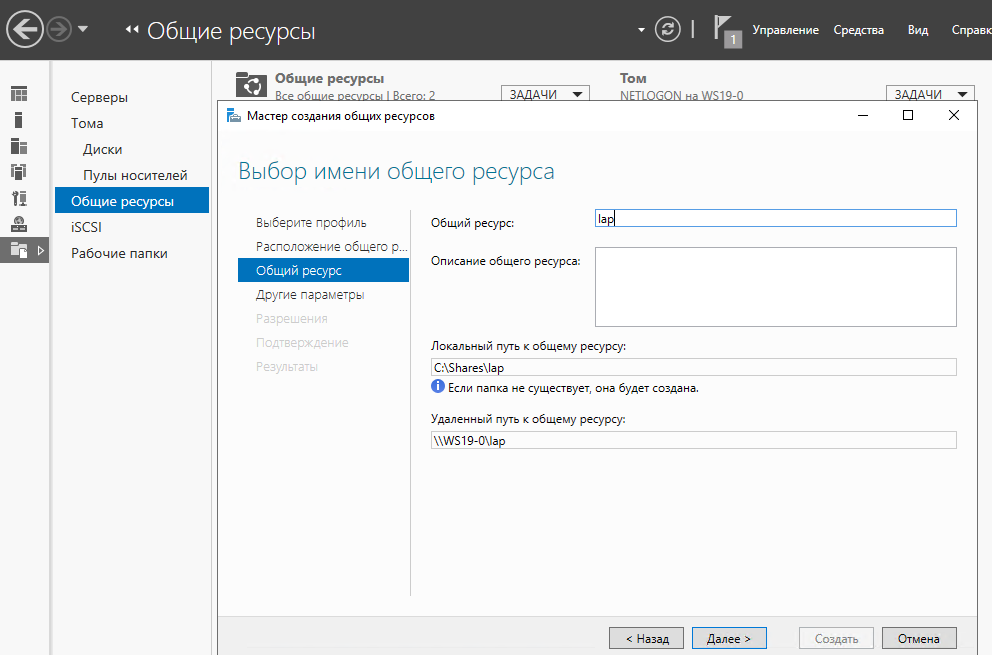 Общие ресурсы
1
Управление Средства Вид Справк
Серверы
Тома
Диски
Пулы носителей
Общие ресурсы
iSCSI
Рабочие папки
Общие ресурсы
Все общие ресурсы | Всего: 2
ЗАДАЧИ
Том
NETLOGON на WS19-0
ЗАДАЧИ
Мастер создания общих ресурсов
Выбор имени общего ресурса
Выберите профиль
Расположение общего р...
Общий ресурс
Другие параметры
Разрешения
Подтверждение
Результаты
Общий ресурс:
lap
Описание общего ресурса:
Локальный путь к общему ресурсу:
C:\Shares\lap
Если папка не существует, она будет создана.
Удаленный путь к общему ресурсу:
\\WS19-0\lap
< Назад Далее > Создать Отмена